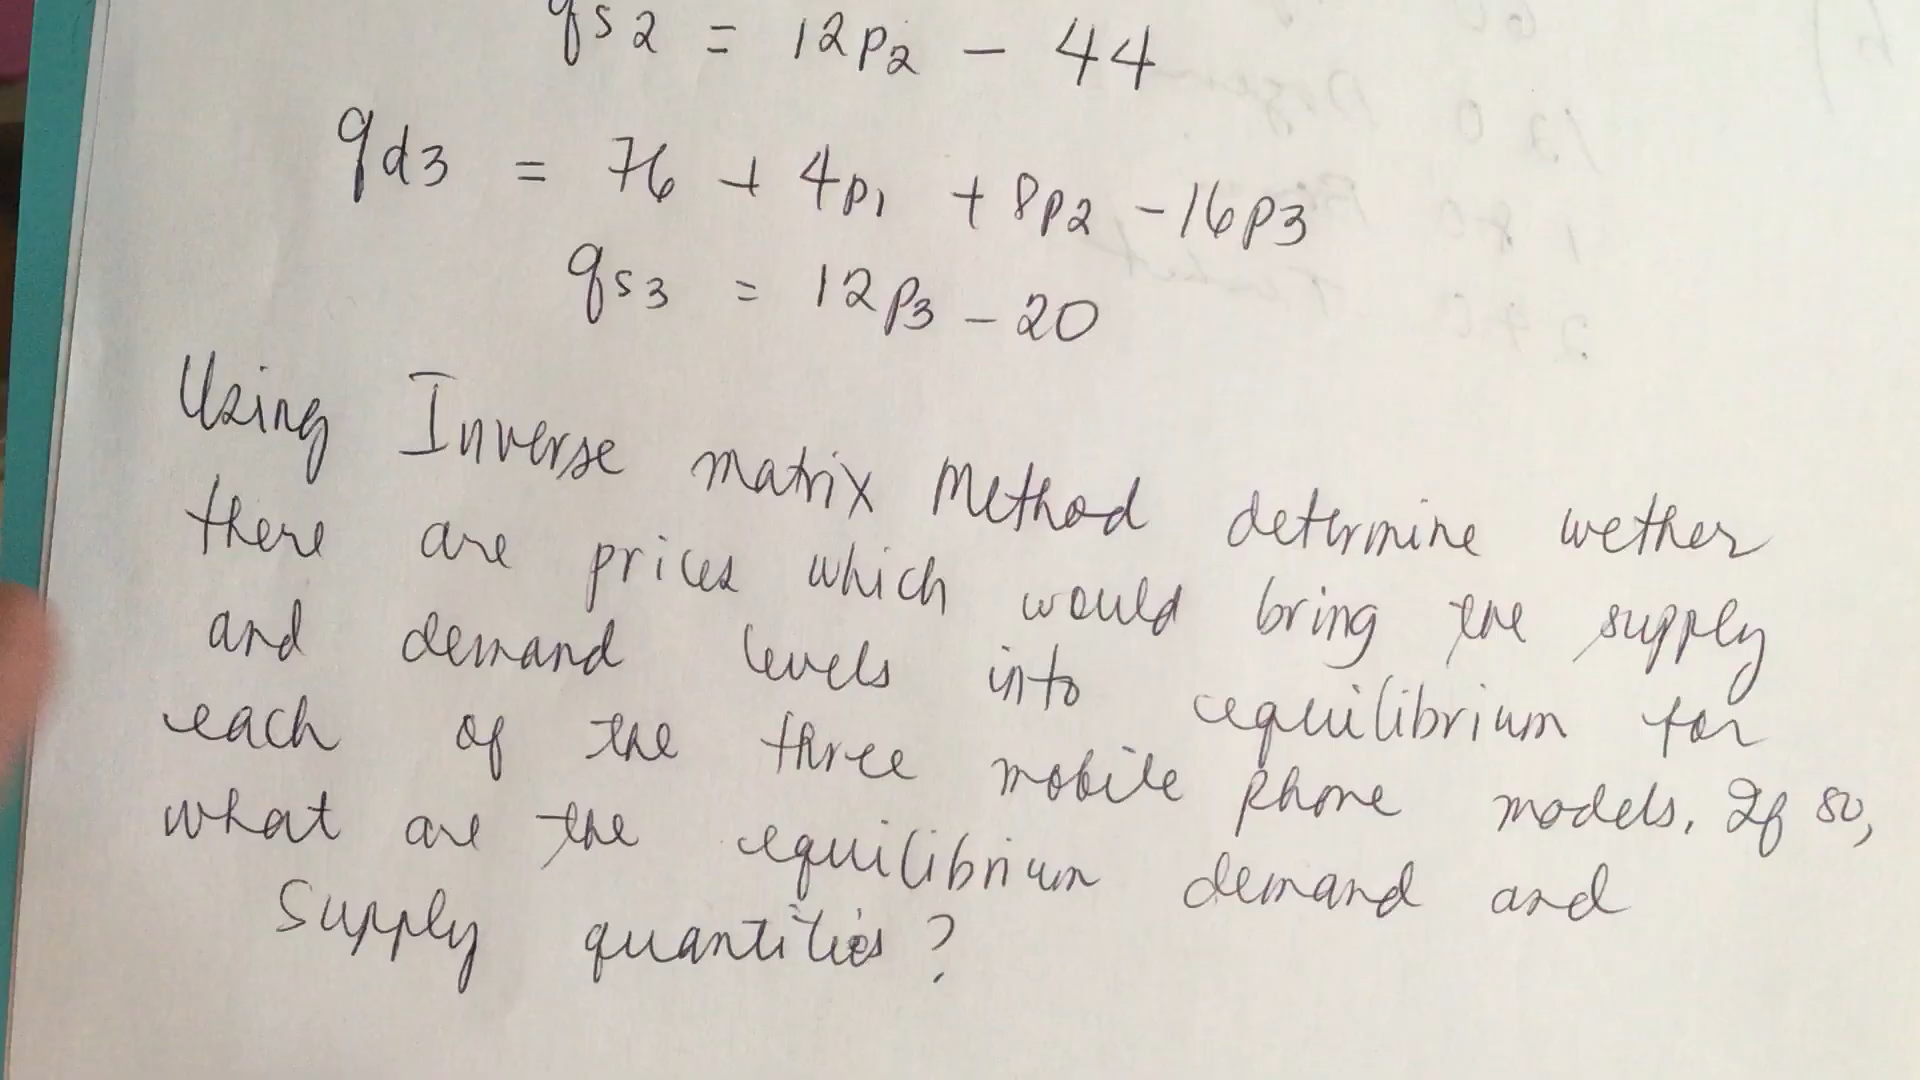 qs2 = 12p2 - 44
qd3 = 76 + 4p1 + 8p2 - 16p3
qs3 = 12p3 - 20
Using Inverse matrix Method determine wether
there are prices which would bring the supply
and demand levels into equilibrium for
each of the three mobile phone models. If so,
what are the equilibrium demand and
Supply quantities?